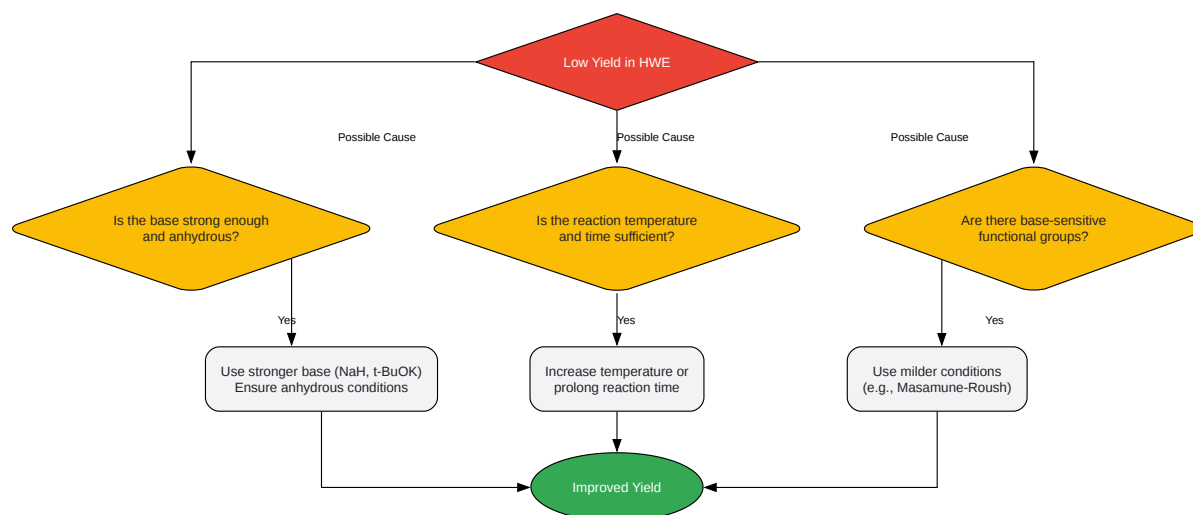 Low Yield in HWE
Possible Cause
Possible Cause
Possible Cause
Is the base strong enough
and anhydrous?
Is the reaction temperature
and time sufficient?
Are there base-sensitive
functional groups?
Yes
Yes
Yes
Use stronger base (NaH, t-BuOK)
Ensure anhydrous conditions
Increase temperature or
prolong reaction time
Use milder conditions
(e.g., Masamune-Roush)
Improved Yield